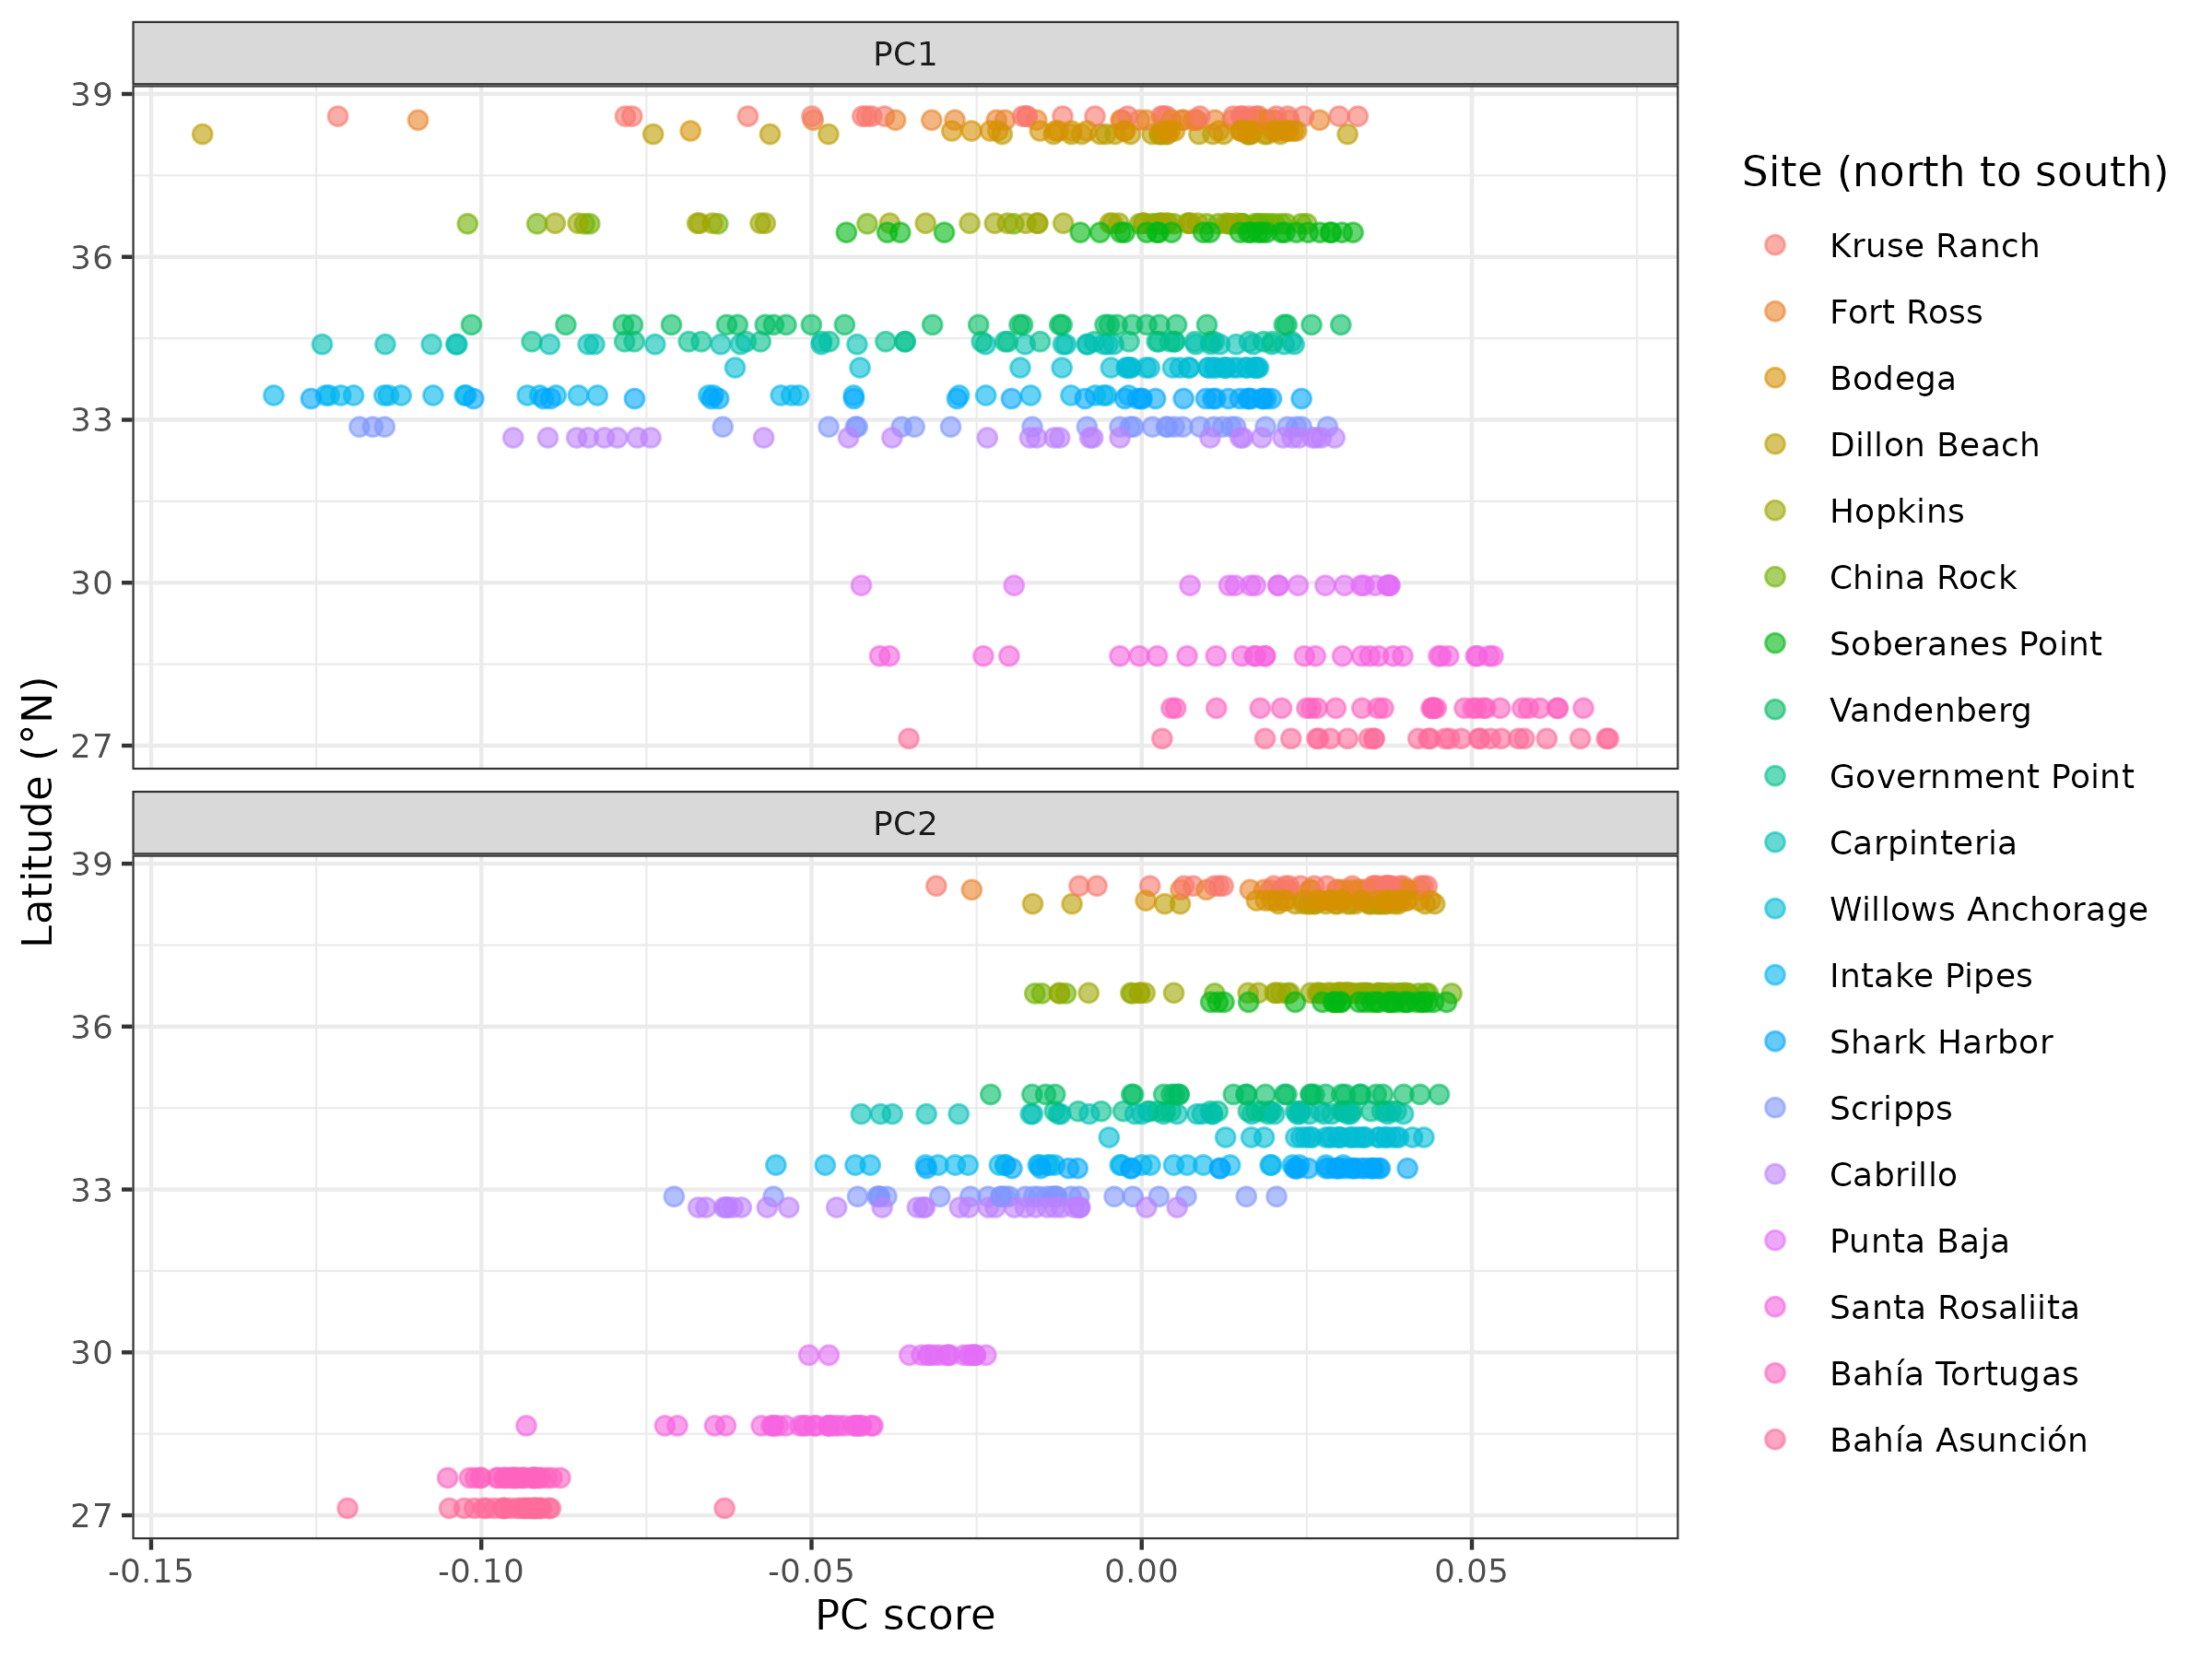 PC1
39
36
33
30
27
PC2
39
36
33
30
27
-0.15 -0.10 -0.05 0.00 0.05
PC score
Latitude (°N)
Site (north to south)
Kruse Ranch
Fort Ross
Bodega
Dillon Beach
Hopkins
China Rock
Soberanes Point
Vandenberg
Government Point
Carpinteria
Willows Anchorage
Intake Pipes
Shark Harbor
Scripps
Cabrillo
Punta Baja
Santa Rosaliita
Bahía Tortugas
Bahía Asunción